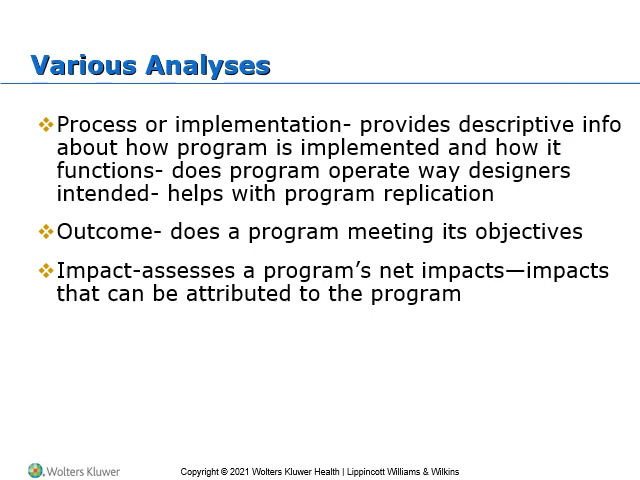 Various Analyses
Process or implementation- provides descriptive info
about how program is implemented and how it
functions- does program operate way designers
intended- helps with program replication
Outcome- does a program meeting its objectives
Impact-assesses a program’s net impacts—impacts
that can be attributed to the program
Wolters Kluwer
Copyright © 2021 Wolters Kluwer Health | Lippincott Williams & Wilkins